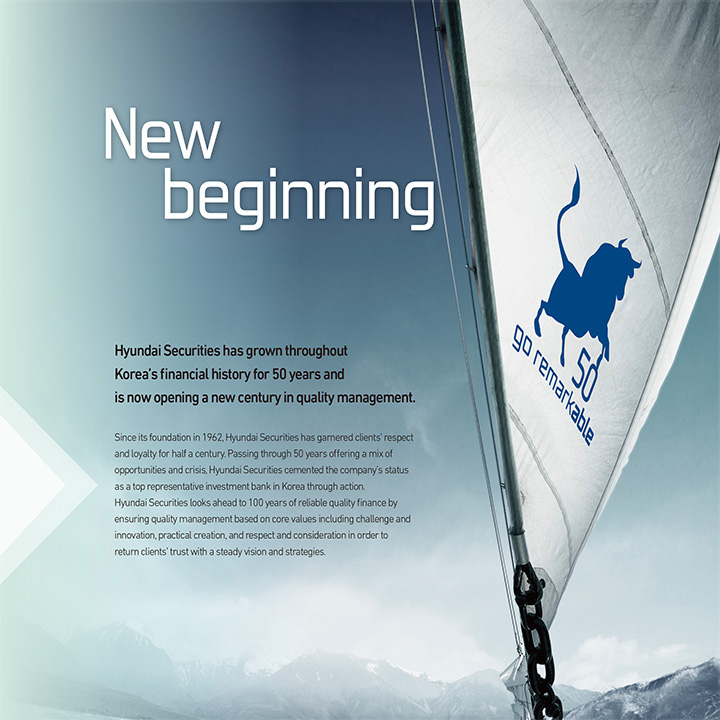 New
beginning
Hyundai Securities has grown throughout
Korea's financial history for 50 years and
is now opening a new century in quality management.
Since its foundation in 1962, Hyundai Securities has garnered clients' respect
and loyalty for half a century. Passing through 50 years offering a mix of
opportunities and crisis, Hyundai Securities cemented the company's status
as a top representative investment bank in Korea through action.
Hyundai Securities looks ahead to 100 years of reliable quality finance by
ensuring quality management based on core values including challenge and
innovation, practical creation, and respect and consideration in order to
return clients' trust with a steady vision and strategies.
50
go remarkable